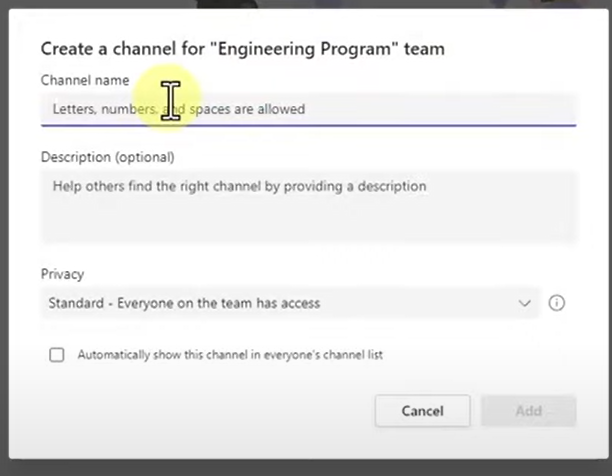 Create a channel for "Engineering Program" team
Channel name
Letters, numbers, and spaces are allowed
Description (optional)
Help others find the right channel by providing a description
Privacy
Standard - Everyone on the team has access
Automatically show this channel in everyone's channel list
Cancel
Add